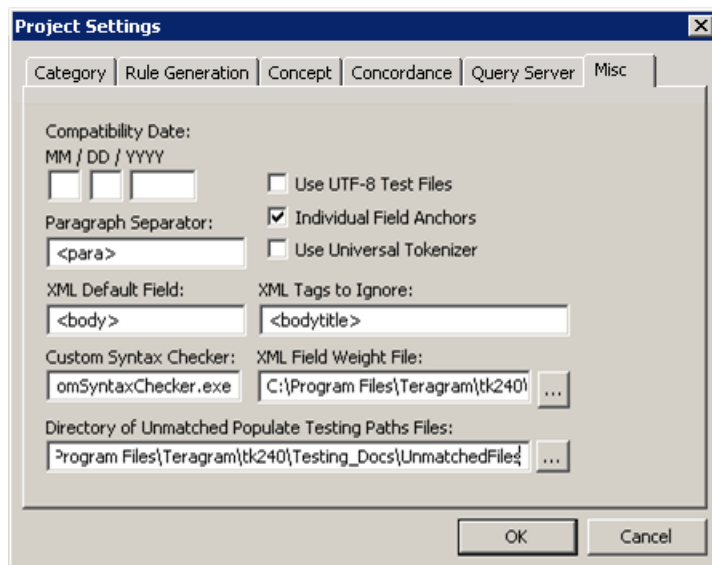 Project Settings
Category Rule Generation Concept Concordance Query Server Misc
Compatibility Date:
MM / DD / YYYY
Use UTF-8 Test Files
Individual Field Anchors
Use Universal Tokenizer
Paragraph Separator:
<para>
XML Default Field: XML Tags to Ignore:
<body> <bodytitle>
Custom Syntax Checker: XML Field Weight File:
omSyntaxChecker.exe C:\Program Files\Teragram\tk240\ ...
Directory of Unmatched Populate Testing Paths Files:
Program Files\Teragram\tk240\Testing_Docs\UnmatchedFiles ...
OK Cancel